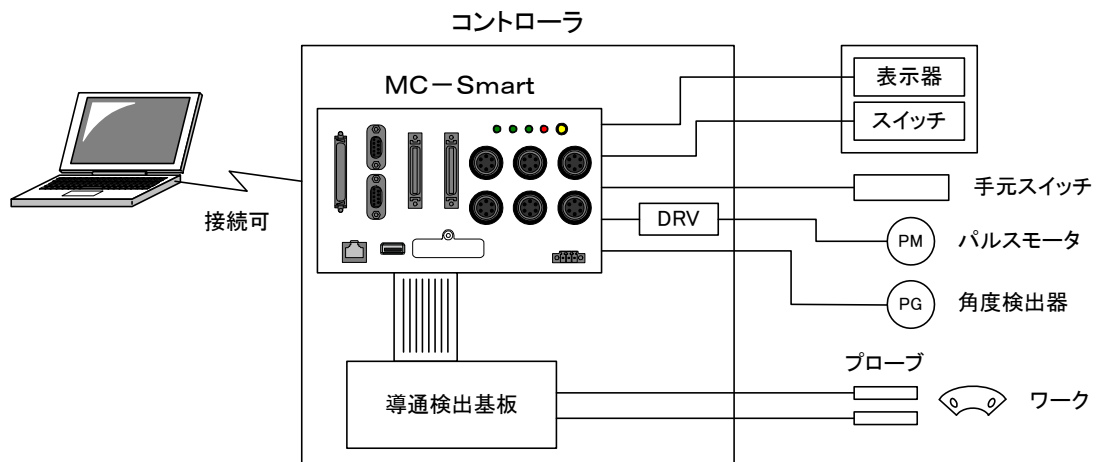 コントローラ
MC－Smart
表示器
スイッチ
接続可
手元スイッチ
DRV
PM
パルスモータ
PG
角度検出器
プローブ
導通検出基板
ワーク